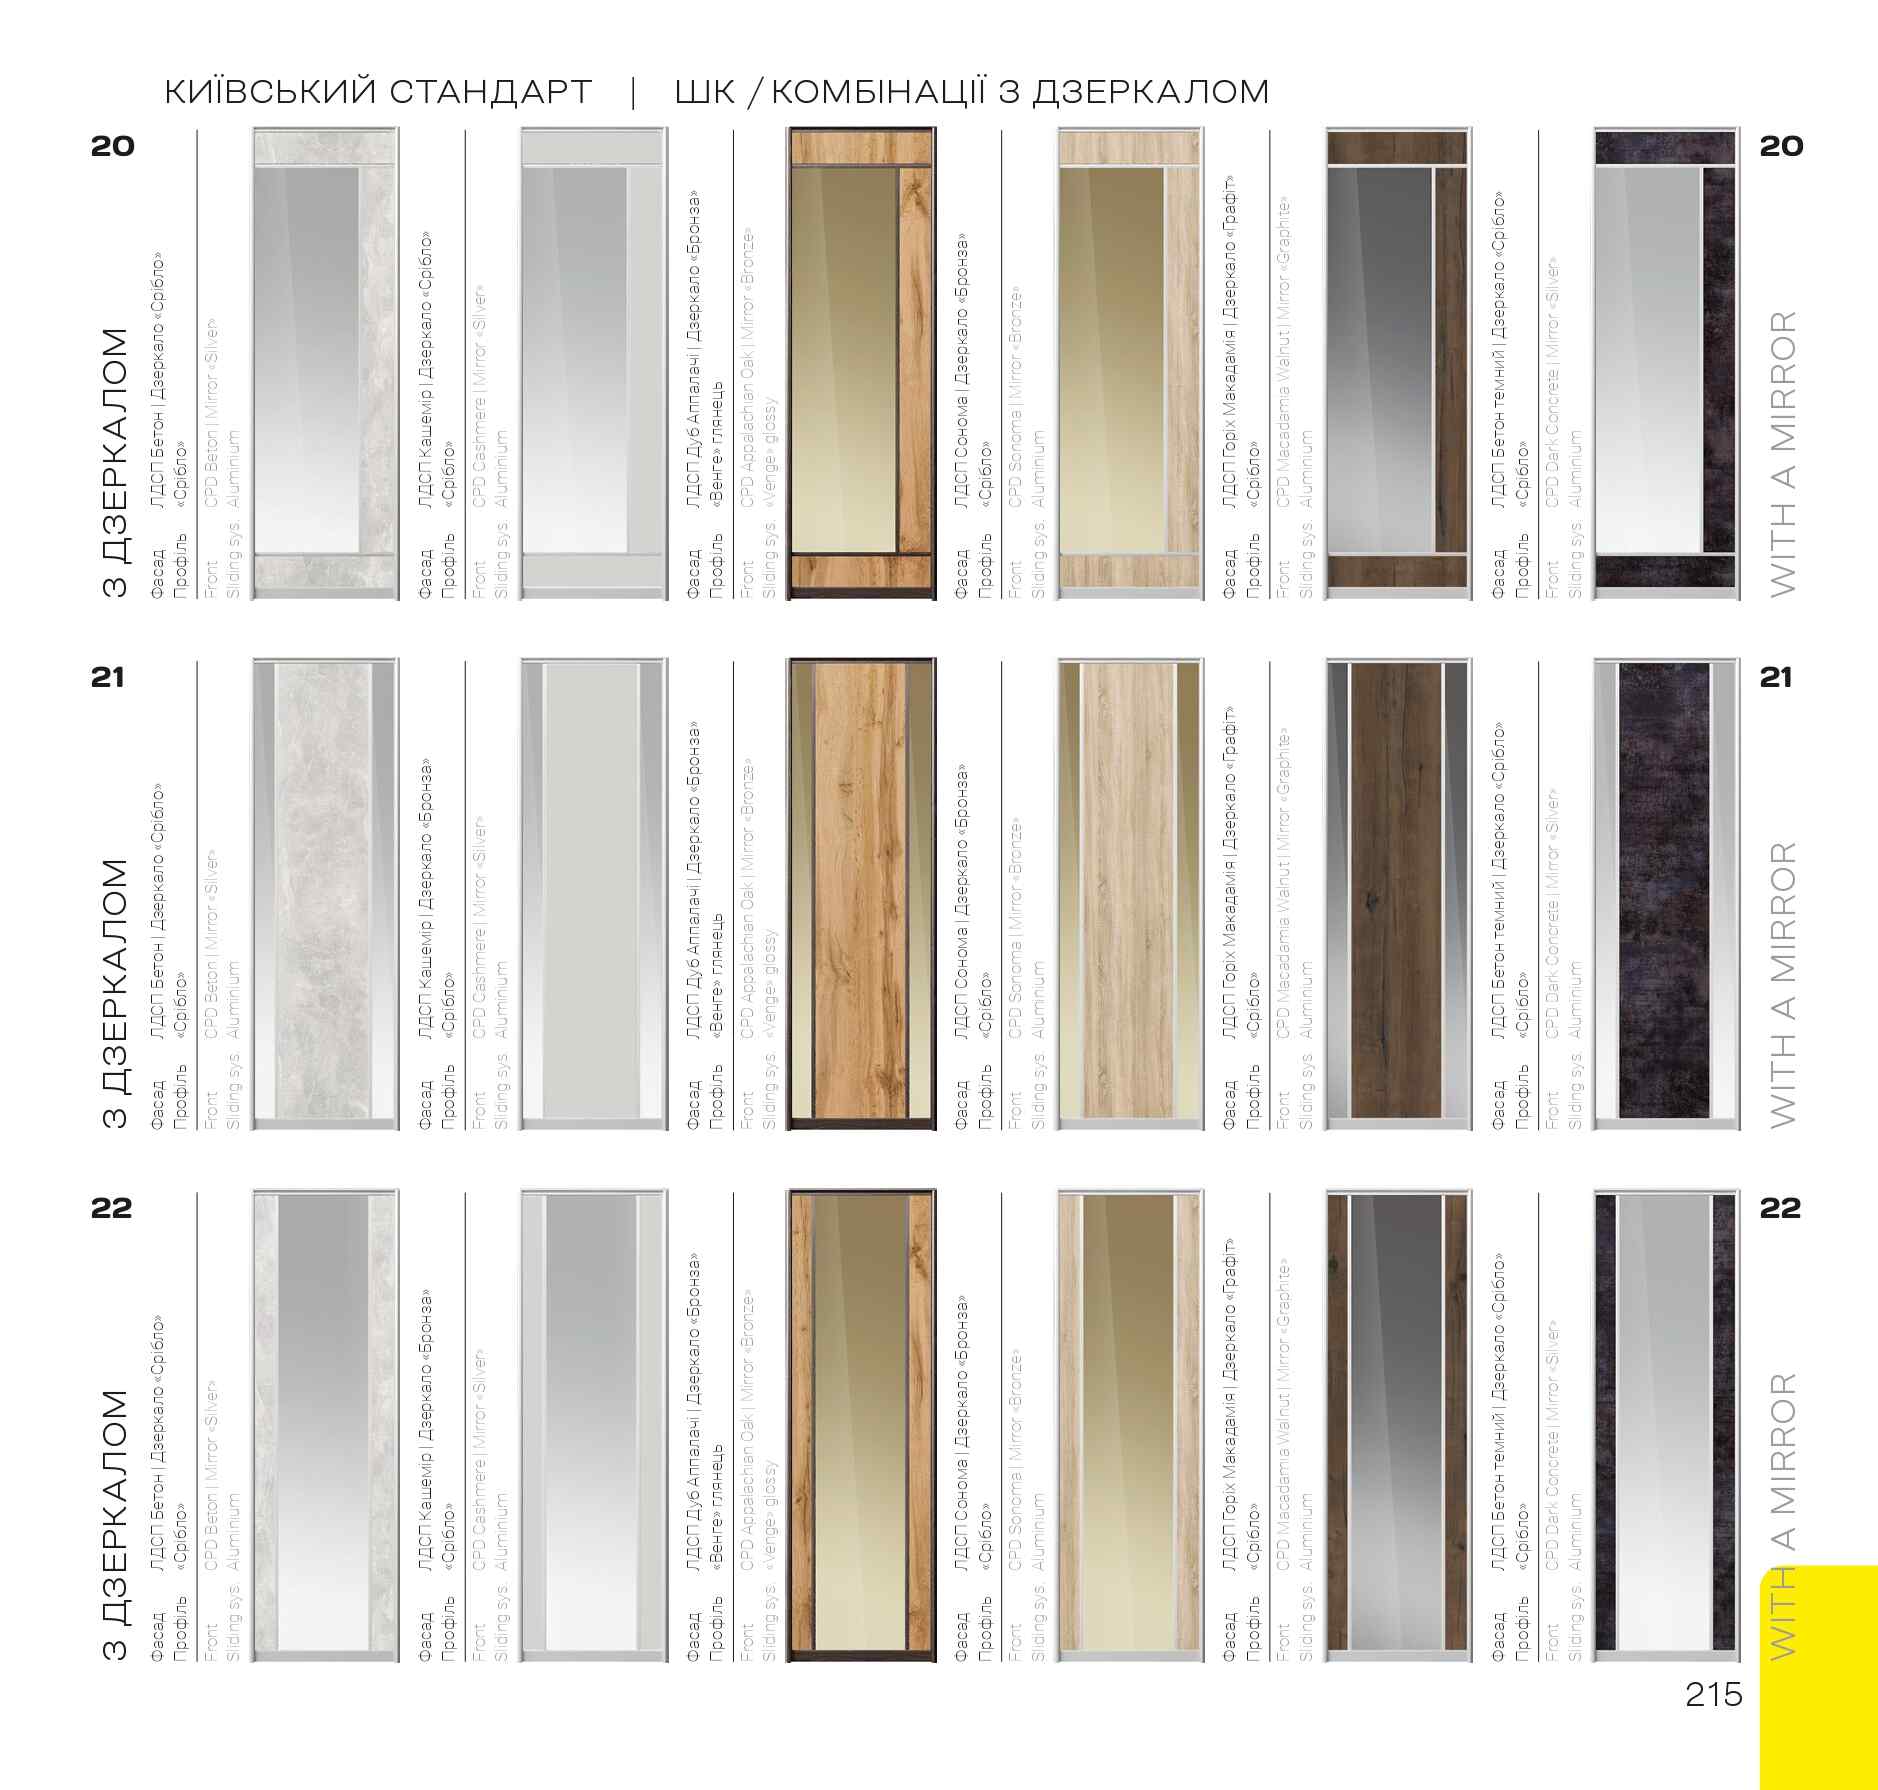 КИЇВСЬКИЙ СТАНДАРТ | ШК / КОМБІНАЦІЇ З ДЗЕРКАЛОМ
20
З ДЗЕРКАЛОМ
Фасад ЛДСП Бетон | Дзеркало «Срібло»
Профіль «Срібло»
Front CPD Beton | Mirror «Silver»
Sliding sys. Aluminium
Фасад ЛДСП Кашемір | Дзеркало «Срібло»
Профіль «Срібло»
Front CPD Cashmere | Mirror «Silver»
Sliding sys. Aluminium
Фасад ЛДСП Дуб Аппалачі | Дзеркало «Бронза»
Профіль «Венге» глянець
Front CPD Appalachian Oak | Mirror «Bronze»
Sliding sys. «Venge» glossy
Фасад ЛДСП Сонома | Дзеркало «Бронза»
Профіль «Срібло»
Front CPD Sonoma | Mirror «Bronze»
Sliding sys. Aluminium
Фасад ЛДСП Горіх Макадамія | Дзеркало «Графіт»
Профіль «Срібло»
Front CPD Macadamia Walnut | Mirror «Graphite»
Sliding sys. Aluminium
Фасад ЛДСП Бетон темний | Дзеркало «Срібло»
Профіль «Срібло»
Front CPD Dark Concrete | Mirror «Silver»
Sliding sys. Aluminium
20
WITH A MIRROR
21
З ДЗЕРКАЛОМ
Фасад ЛДСП Бетон | Дзеркало «Срібло»
Профіль «Срібло»
Front CPD Beton | Mirror «Silver»
Sliding sys. Aluminium
Фасад ЛДСП Кашемір | Дзеркало «Бронза»
Профіль «Срібло»
Front CPD Cashmere | Mirror «Silver»
Sliding sys. Aluminium
Фасад ЛДСП Дуб Аппалачі | Дзеркало «Бронза»
Профіль «Венге» глянець
Front CPD Appalachian Oak | Mirror «Bronze»
Sliding sys. «Venge» glossy
Фасад ЛДСП Сонома | Дзеркало «Бронза»
Профіль «Срібло»
Front CPD Sonoma | Mirror «Bronze»
Sliding sys. Aluminium
Фасад ЛДСП Горіх Макадамія | Дзеркало «Графіт»
Профіль «Срібло»
Front CPD Macadamia Walnut | Mirror «Graphite»
Sliding sys. Aluminium
Фасад ЛДСП Бетон темний | Дзеркало «Срібло»
Профіль «Срібло»
Front CPD Dark Concrete | Mirror «Silver»
Sliding sys. Aluminium
21
WITH A MIRROR
22
З ДЗЕРКАЛОМ
Фасад ЛДСП Бетон | Дзеркало «Срібло»
Профіль «Срібло»
Front CPD Beton | Mirror «Silver»
Sliding sys. Aluminium
Фасад ЛДСП Кашемір | Дзеркало «Бронза»
Профіль «Срібло»
Front CPD Cashmere | Mirror «Silver»
Sliding sys. Aluminium
Фасад ЛДСП Дуб Аппалачі | Дзеркало «Бронза»
Профіль «Венге» глянець
Front CPD Appalachian Oak | Mirror «Bronze»
Sliding sys. «Venge» glossy
Фасад ЛДСП Сонома | Дзеркало «Бронза»
Профіль «Срібло»
Front CPD Sonoma | Mirror «Bronze»
Sliding sys. Aluminium
Фасад ЛДСП Горіх Макадамія | Дзеркало «Графіт»
Профіль «Срібло»
Front CPD Macadamia Walnut | Mirror «Graphite»
Sliding sys. Aluminium
Фасад ЛДСП Бетон темний | Дзеркало «Срібло»
Профіль «Срібло»
Front CPD Dark Concrete | Mirror «Silver»
Sliding sys. Aluminium
22
WITH A MIRROR
215